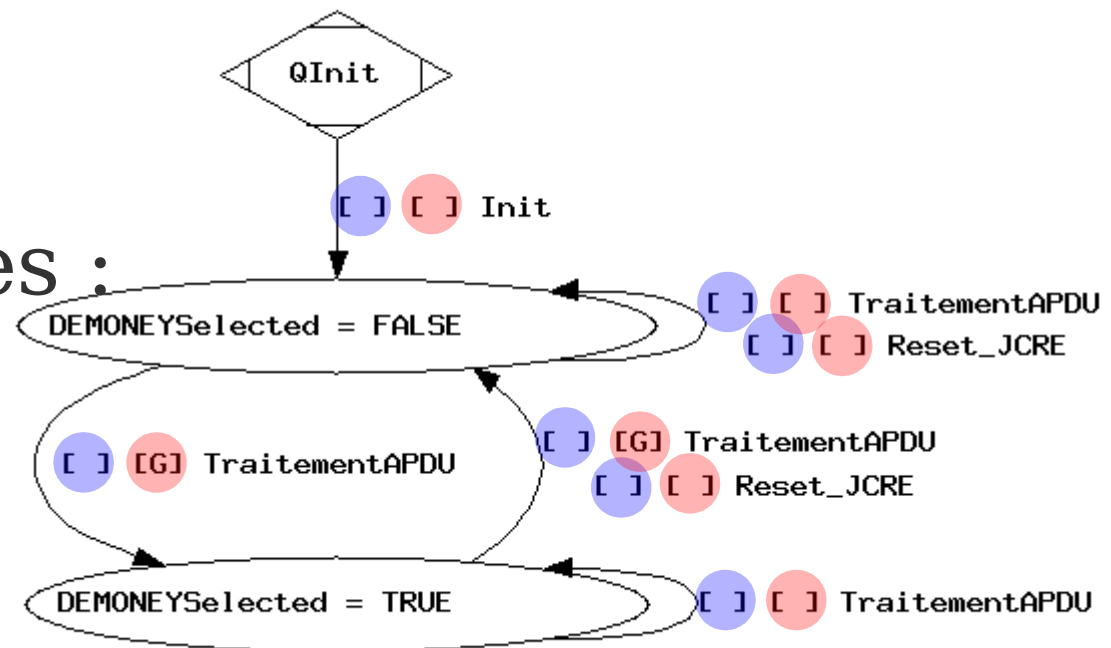 QInit
[ ] [ ] Init
es :
DEMONEYSelected = FALSE
[ ] [ ] TraitementAPDU
[ ] [ ] Reset_JCRE
[ ] [G] TraitementAPDU
[ ] [G] TraitementAPDU
[ ] [ ] Reset_JCRE
DEMONEYSelected = TRUE
[ ] [ ] TraitementAPDU